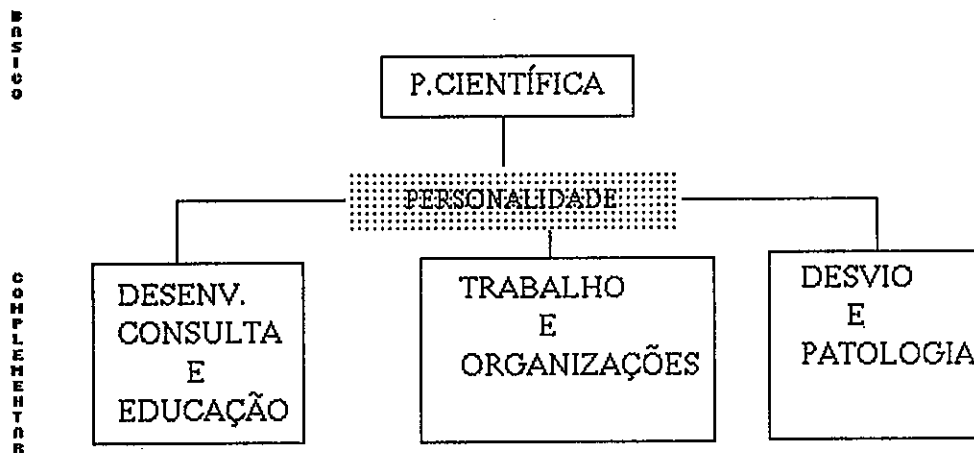 BASICO
P.CIENTÍFICA
PERSONALIDADE
COMPLEMENTAR
DESENV.
CONSULTA
E
EDUCAÇÃO
TRABALHO
E
ORGANIZAÇÕES
DESVIO
E
PATOLOGIA